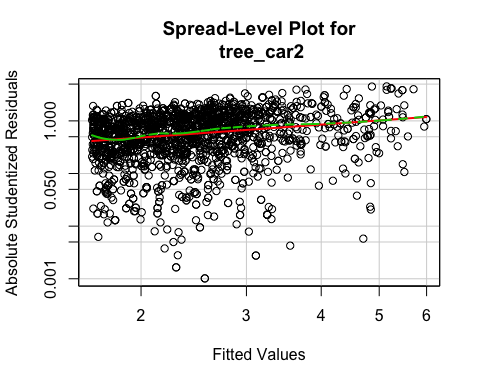 Spread-Level Plot for
tree_car2
Absolute Studentized Residuals
1.000
0.050
0.001
2 3 4 5 6
Fitted Values